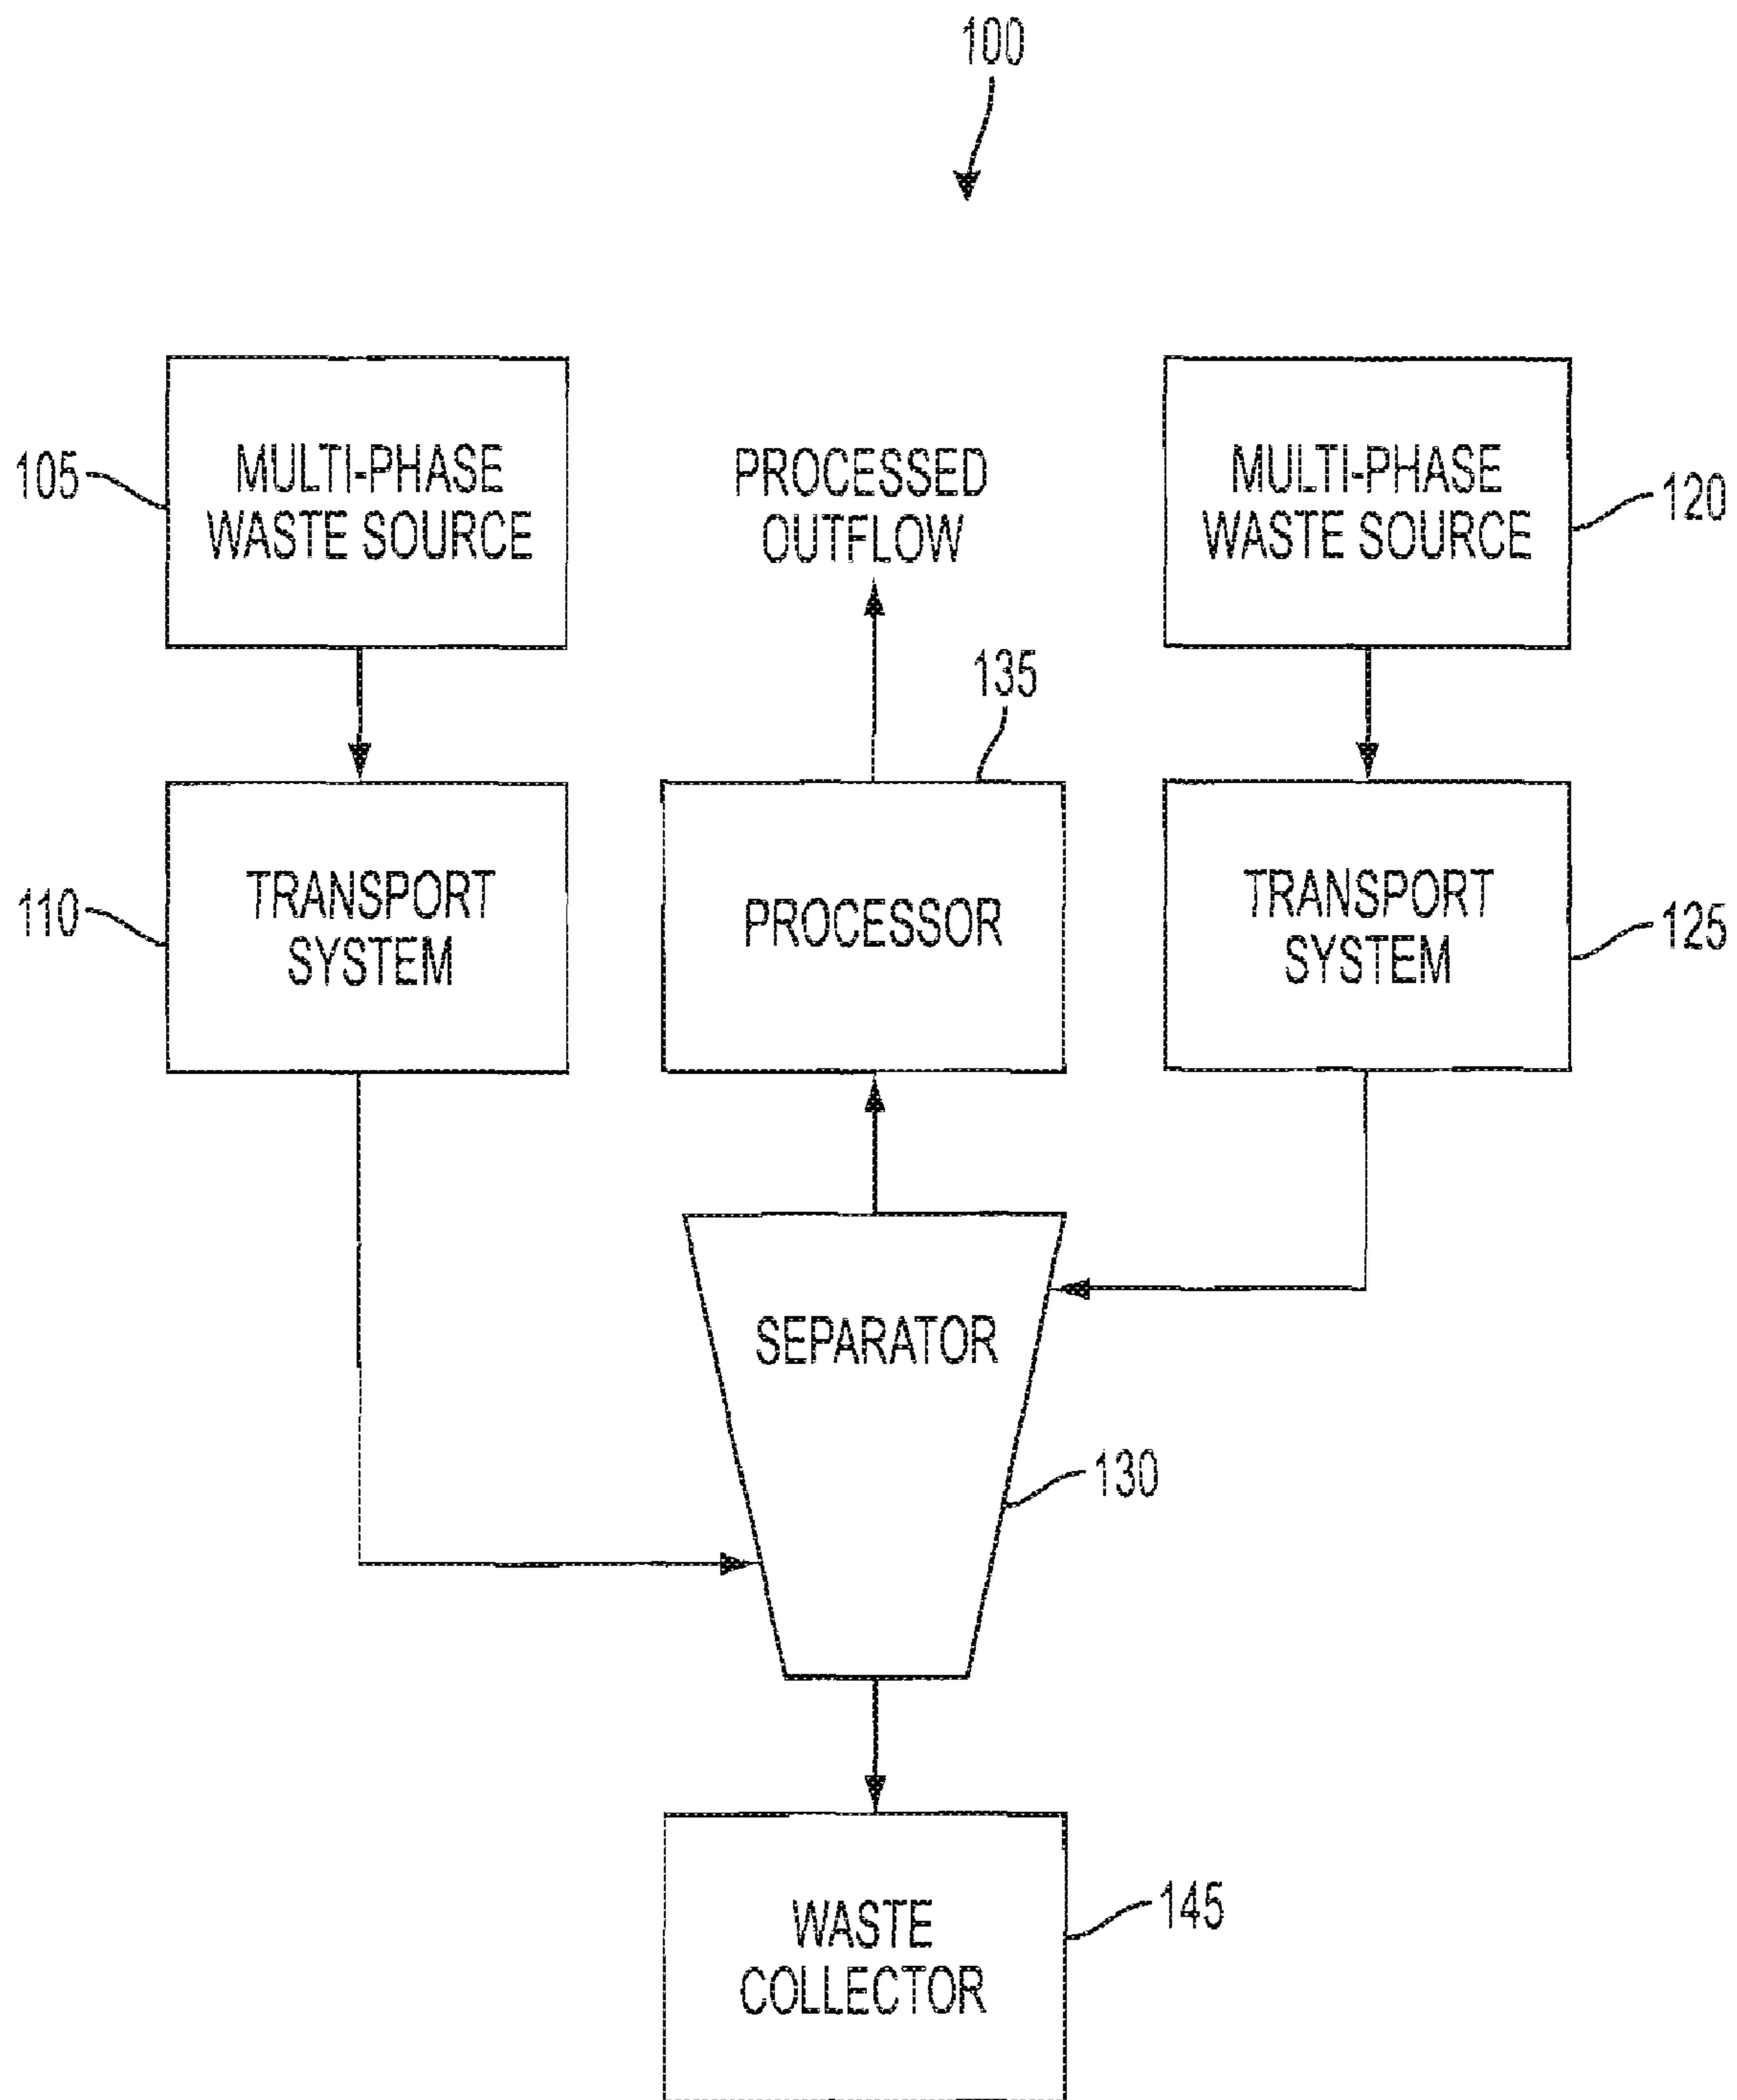 100
105
MULTI-PHASE
WASTE SOURCE
PROCESSED
OUTFLOW
MULTI-PHASE
WASTE SOURCE
120
135
110
TRANSPORT
SYSTEM
PROCESSOR
TRANSPORT
SYSTEM
125
SEPARATOR
130
WASTE
COLLECTOR
145